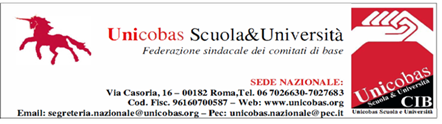 Unicobas Scuola&Università
Federazione sindacale dei comitati di base
SEDE NAZIONALE:
Via Casoria, 16 – 00182 Roma,Tel. 06 7026630-7027683
Cod. Fisc. 96160700587 – Web: www.unicobas.org
Email: segreteria.nazionale@unicobas.org – Pec: unicobas.nazionale@pec.it
Unicobas
Scuola & Università
CIB
Unicobas Scuola e Università